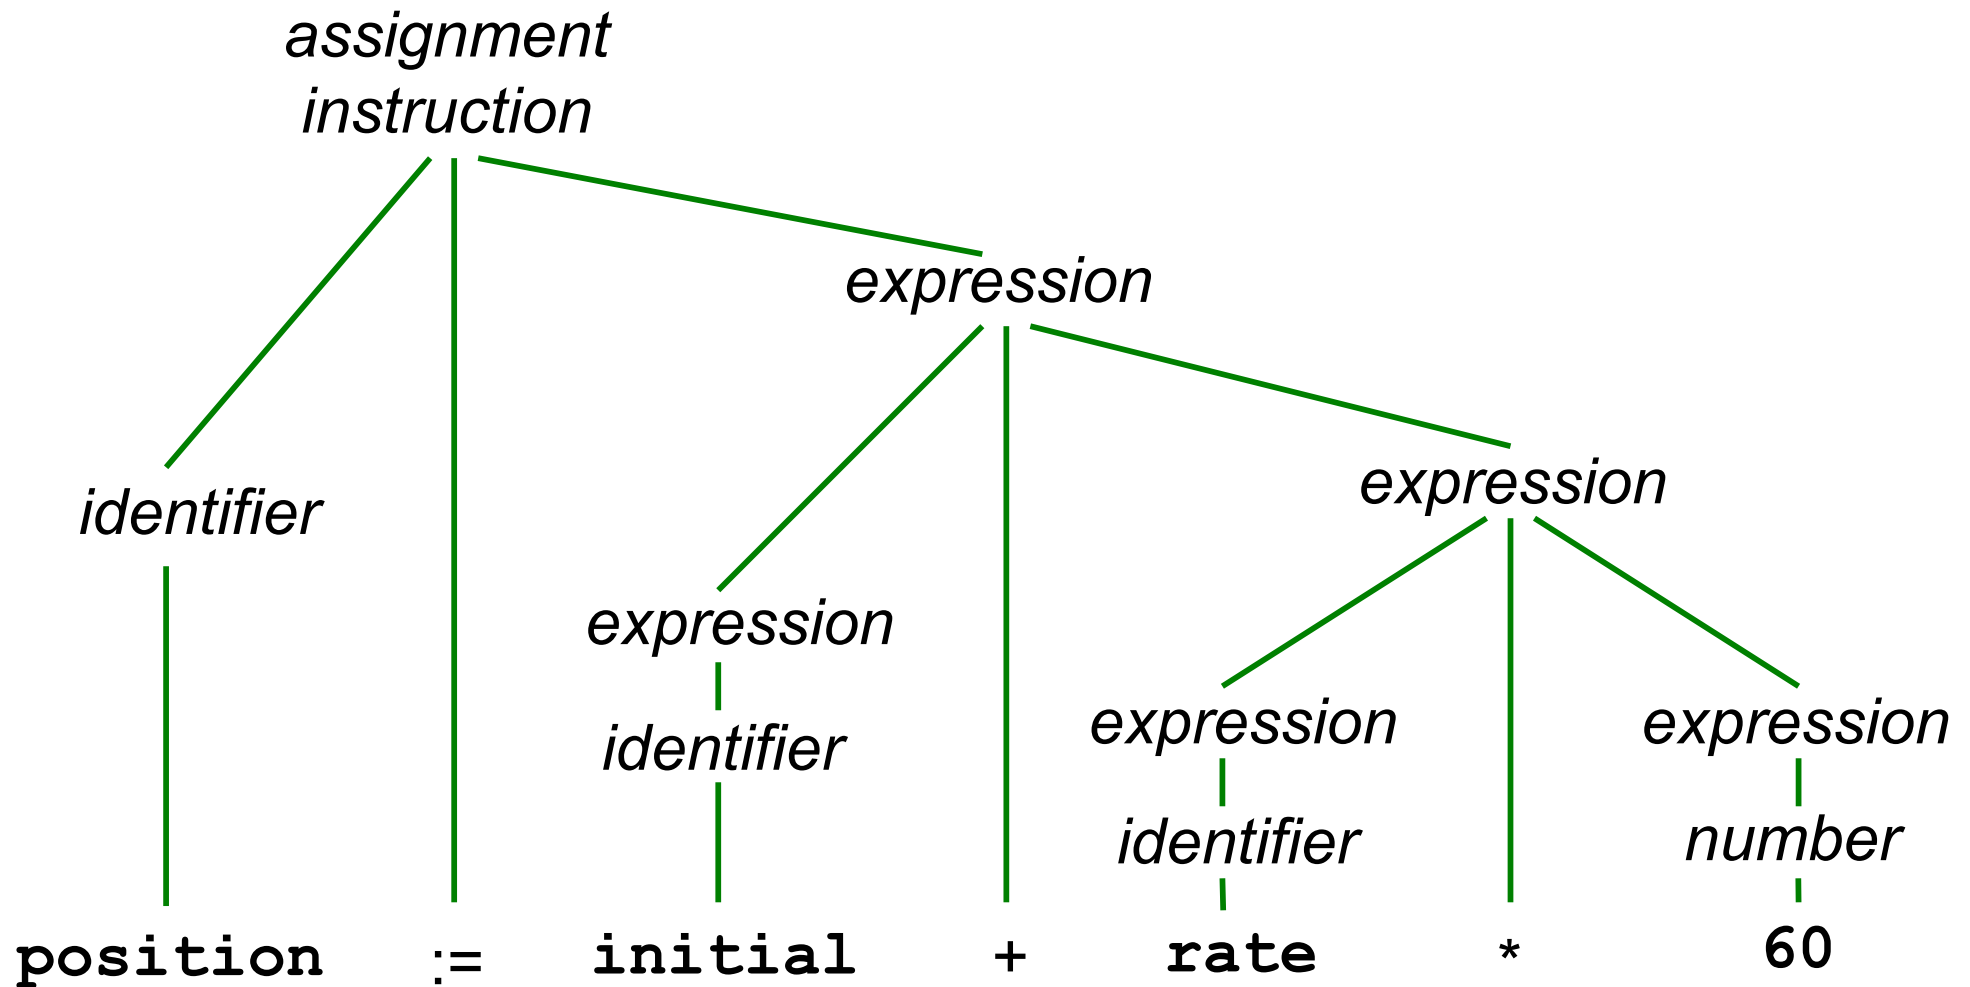 assignment
instruction
expression
expression
identifier
expression
identifier
expression
expression
identifier
number
position := initial + rate * 60